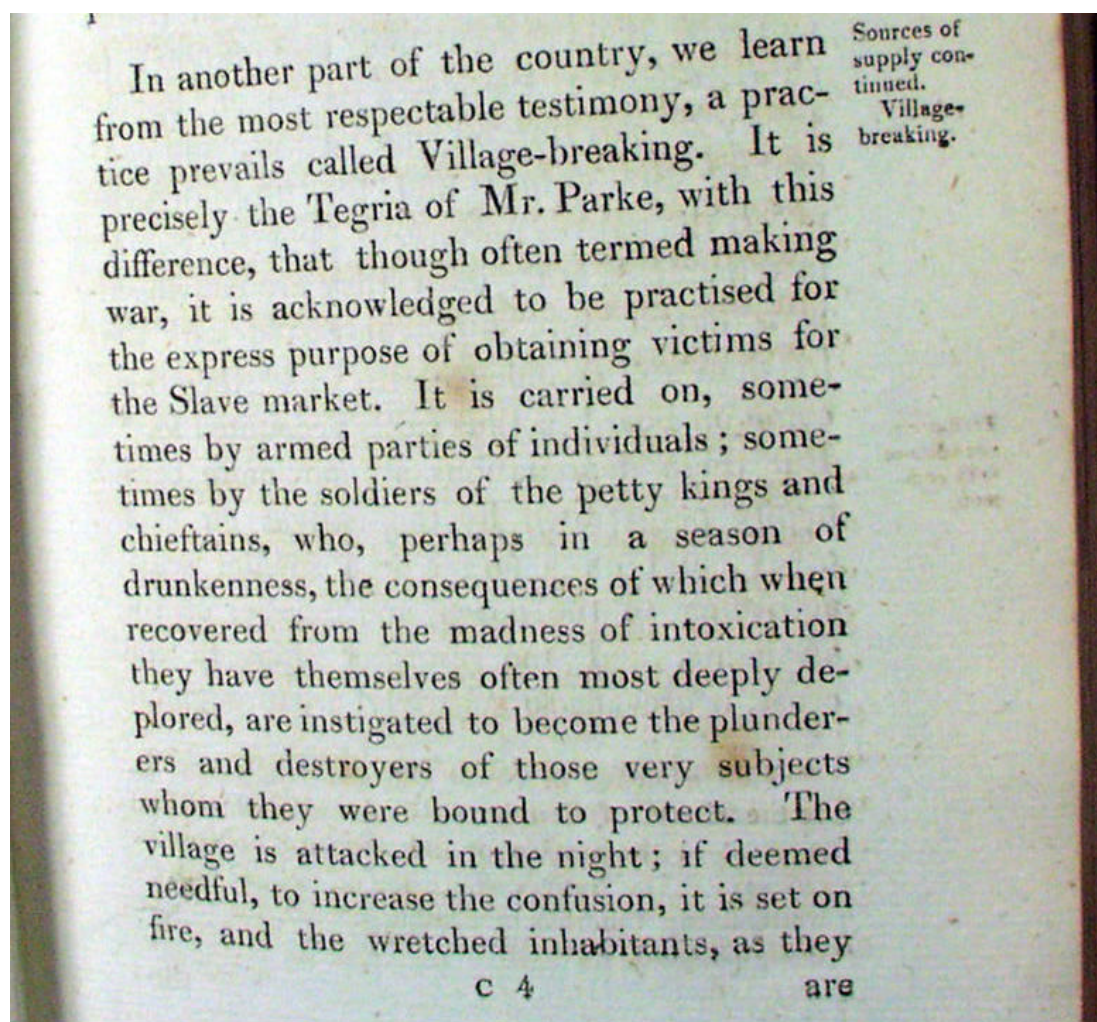 In another part of the country, we learn
from the most respectable testimony, a prac-
tice prevails called Village-breaking. It is
precisely the Tegria of Mr. Parke, with this
difference, that though often termed making
war, it is acknowledged to be practised for
the express purpose of obtaining victims for
the Slave market. It is carried on, some-
times by armed parties of individuals; some-
times by the soldiers of the petty kings and
chieftains, who, perhaps in a season of
drunkenness, the consequences of which when
recovered from the madness of intoxication
they have themselves often most deeply de-
plored, are instigated to become the plunder-
ers and destroyers of those very subjects
whom they were bound to protect. The
village is attacked in the night; if deemed
needful, to increase the confusion, it is set on
fire, and the wretched inhabitants, as they
c 4 are
Sources of
supply con-
tinued.
Village-
breaking.